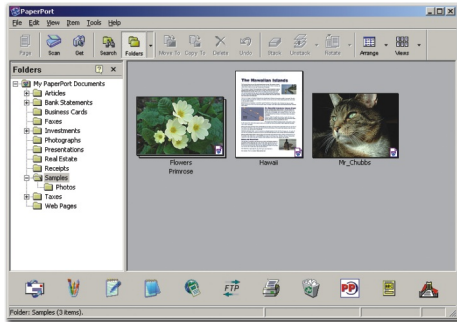 PaperPort
File Edit View Item Tools Help
Page Scan Get Search Folders Move To Copy To Delete Undo Stack Unstack Rotate Arrange Views
Folders
My PaperPort Documents
Articles
Bank Statements
Business Cards
Faxes
Investments
Photographs
Presentations
Real Estate
Receipts
Samples
Photos
Taxes
Web Pages
The Hawaiian Islands
Flowers
Primrose
Hawaii
Mr_Chubbs
FTP
PP
Folder: Samples (3 items).